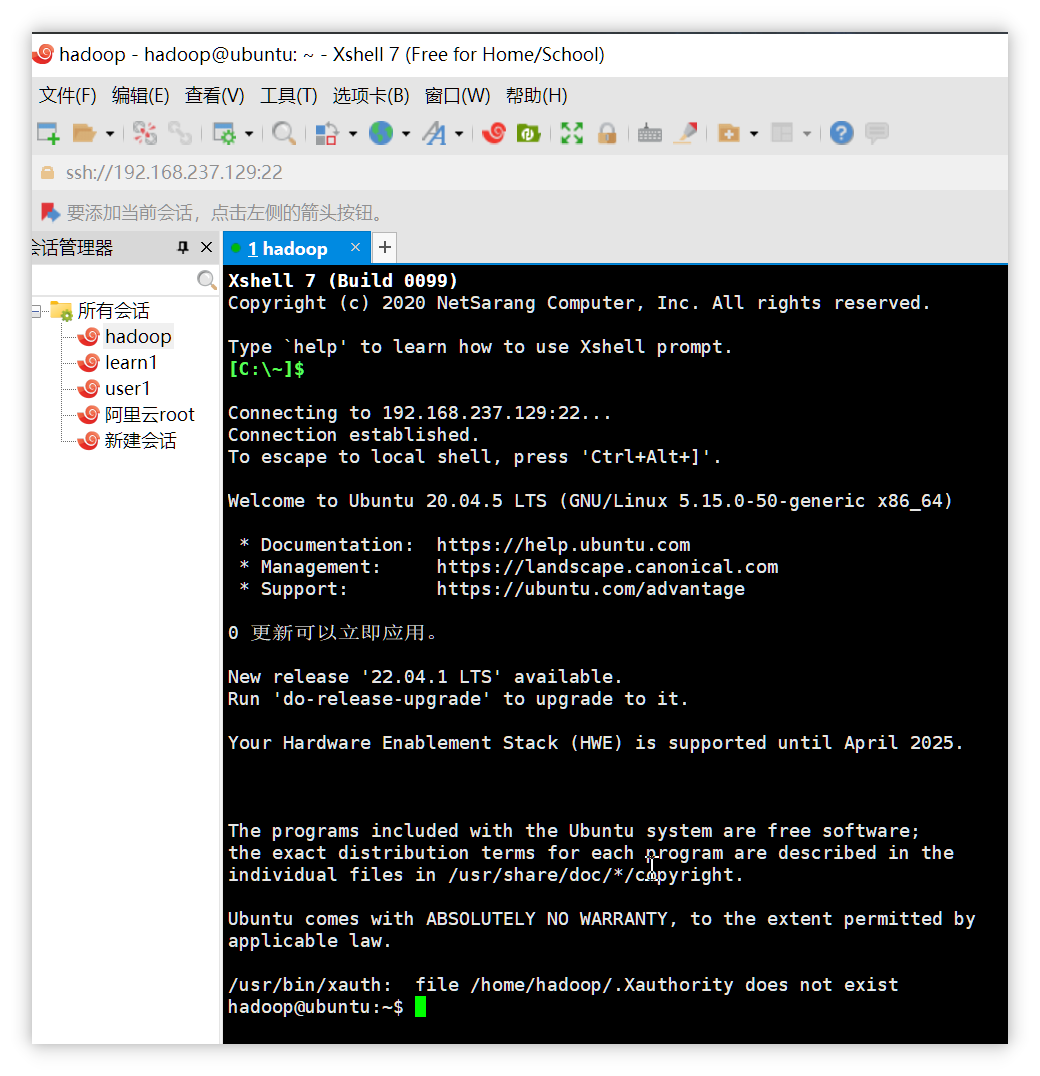 hadoop - hadoop@ubuntu: ~ - Xshell 7 (Free for Home/School)
文件(F) 编辑(E) 查看(V) 工具(T) 选项卡(B) 窗口(W) 帮助(H)
ssh://192.168.237.129:22
要添加当前会话，点击左侧的箭头按钮。
会话管理器
1 hadoop
所有会话
hadoop
learn1
user1
阿里云root
新建会话
Xshell 7 (Build 0099)
Copyright (c) 2020 NetSarang Computer, Inc. All rights reserved.
Type `help' to learn how to use Xshell prompt.
[C:\~]$
Connecting to 192.168.237.129:22...
Connection established.
To escape to local shell, press 'Ctrl+Alt+]'.
Welcome to Ubuntu 20.04.5 LTS (GNU/Linux 5.15.0-50-generic x86_64)
* Documentation:  https://help.ubuntu.com
* Management:     https://landscape.canonical.com
* Support:        https://ubuntu.com/advantage
0 更新可以立即应用。
New release '22.04.1 LTS' available.
Run 'do-release-upgrade' to upgrade to it.
Your Hardware Enablement Stack (HWE) is supported until April 2025.
The programs included with the Ubuntu system are free software;
the exact distribution terms for each program are described in the
individual files in /usr/share/doc/*/copyright.
Ubuntu comes with ABSOLUTELY NO WARRANTY, to the extent permitted by
applicable law.
/usr/bin/xauth:  file /home/hadoop/.Xauthority does not exist
hadoop@ubuntu:~$